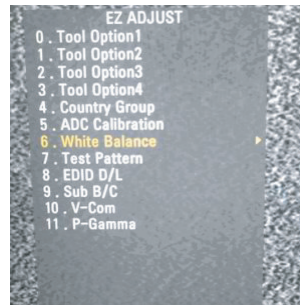 EZ ADJUST
0 . Tool Option1
1 . Tool Option2
2 . Tool Option3
3 . Tool Option4
4 . Country Group
5 . ADC Calibration
6 . White Balance
7 . Test Pattern
8 . EDID D/L
9 . Sub B/C
10 . V-Com
11 . P-Gamma